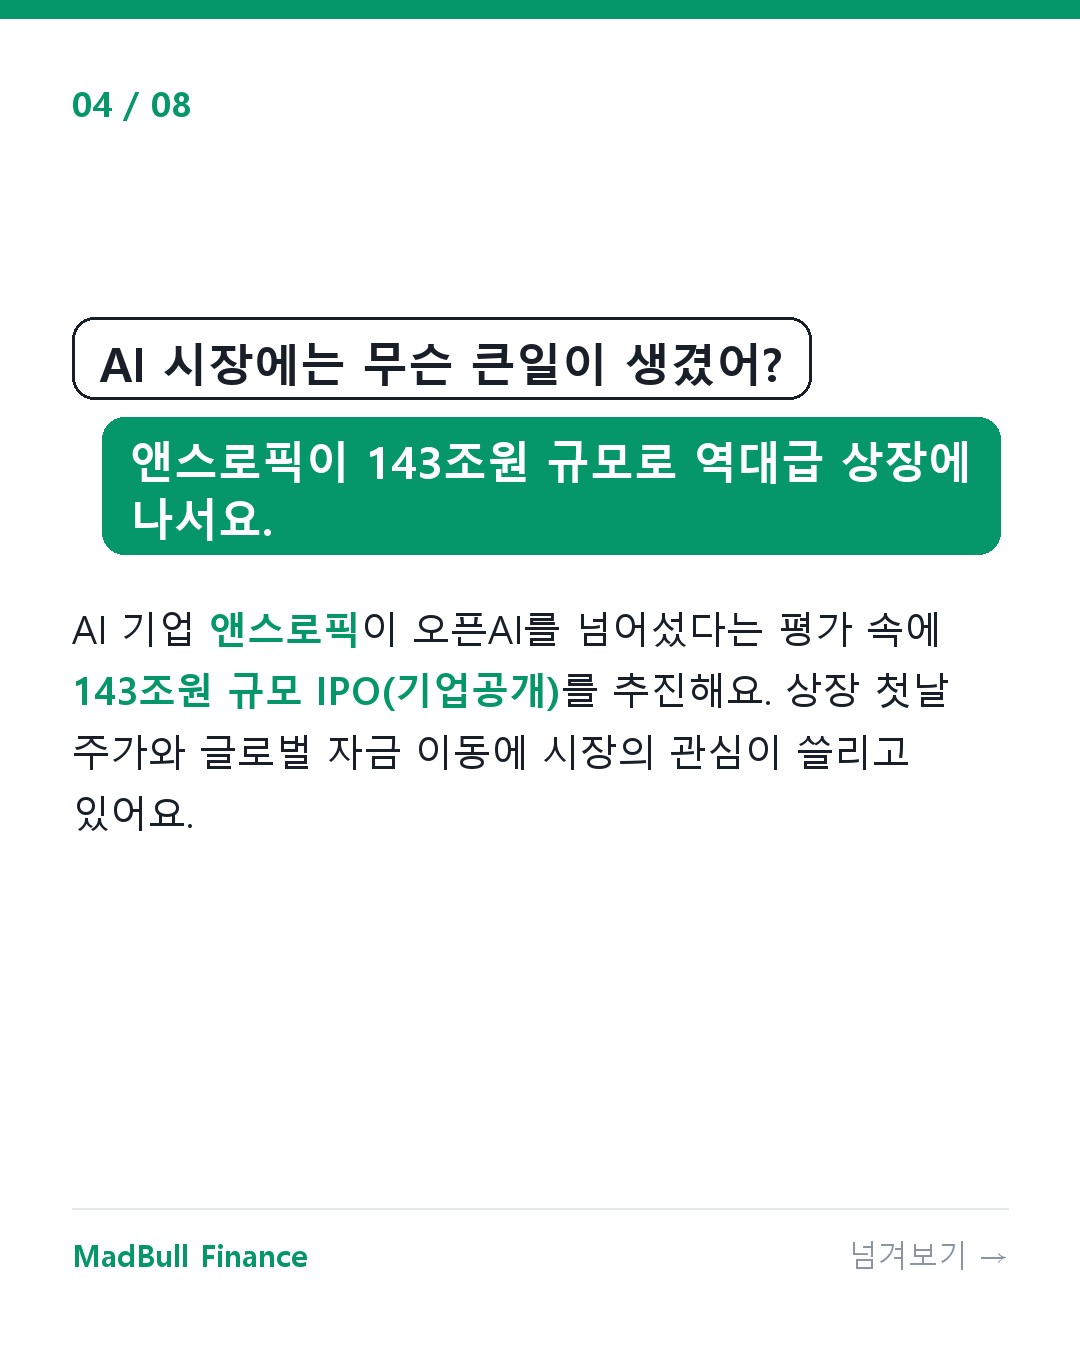 04 / 08
AI 시장에는 무슨 큰일이 생겼어?
앤스로픽이 143조원 규모로 역대급 상장에
나서요.
AI 기업 앤스로픽이 오픈AI를 넘어섰다는 평가 속에
143조원 규모 IPO(기업공개)를 추진해요. 상장 첫날
주가와 글로벌 자금 이동에 시장의 관심이 쏠리고
있어요.
MadBull Finance
넘겨보기 →